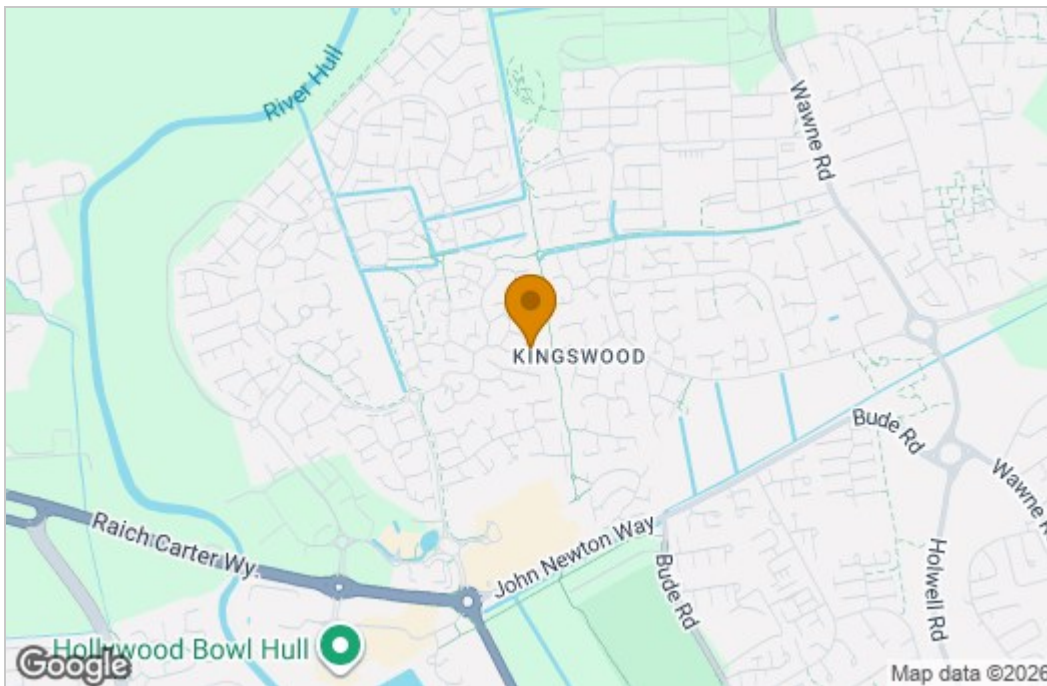 River Hull
Wawne Rd
KINGSWOOD
Bude Rd
Wawne R
Raich Carter Wy.
John Newton Way
Bude Rd
Holwell Rd
Hollywood Bowl Hull
Google
Map data ©2026